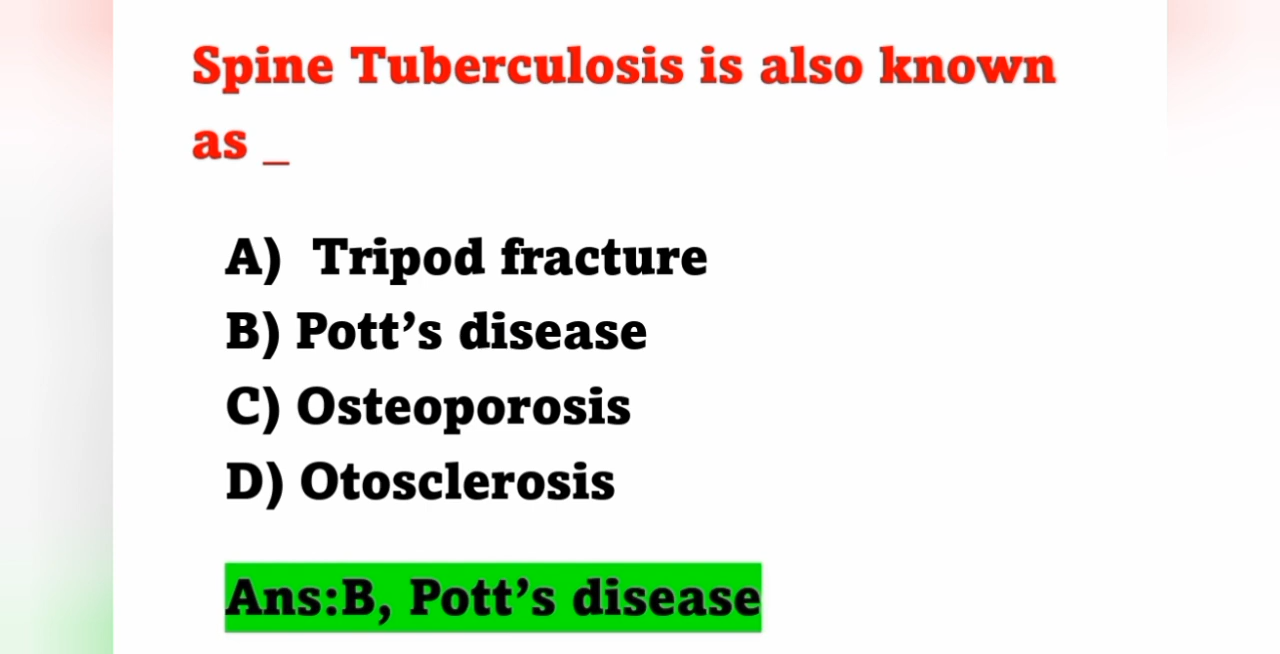 Spine Tuberculosis is also known
as _
A) Tripod fracture
B) Pott’s disease
C) Osteoporosis
D) Otosclerosis
Ans:B, Pott’s disease